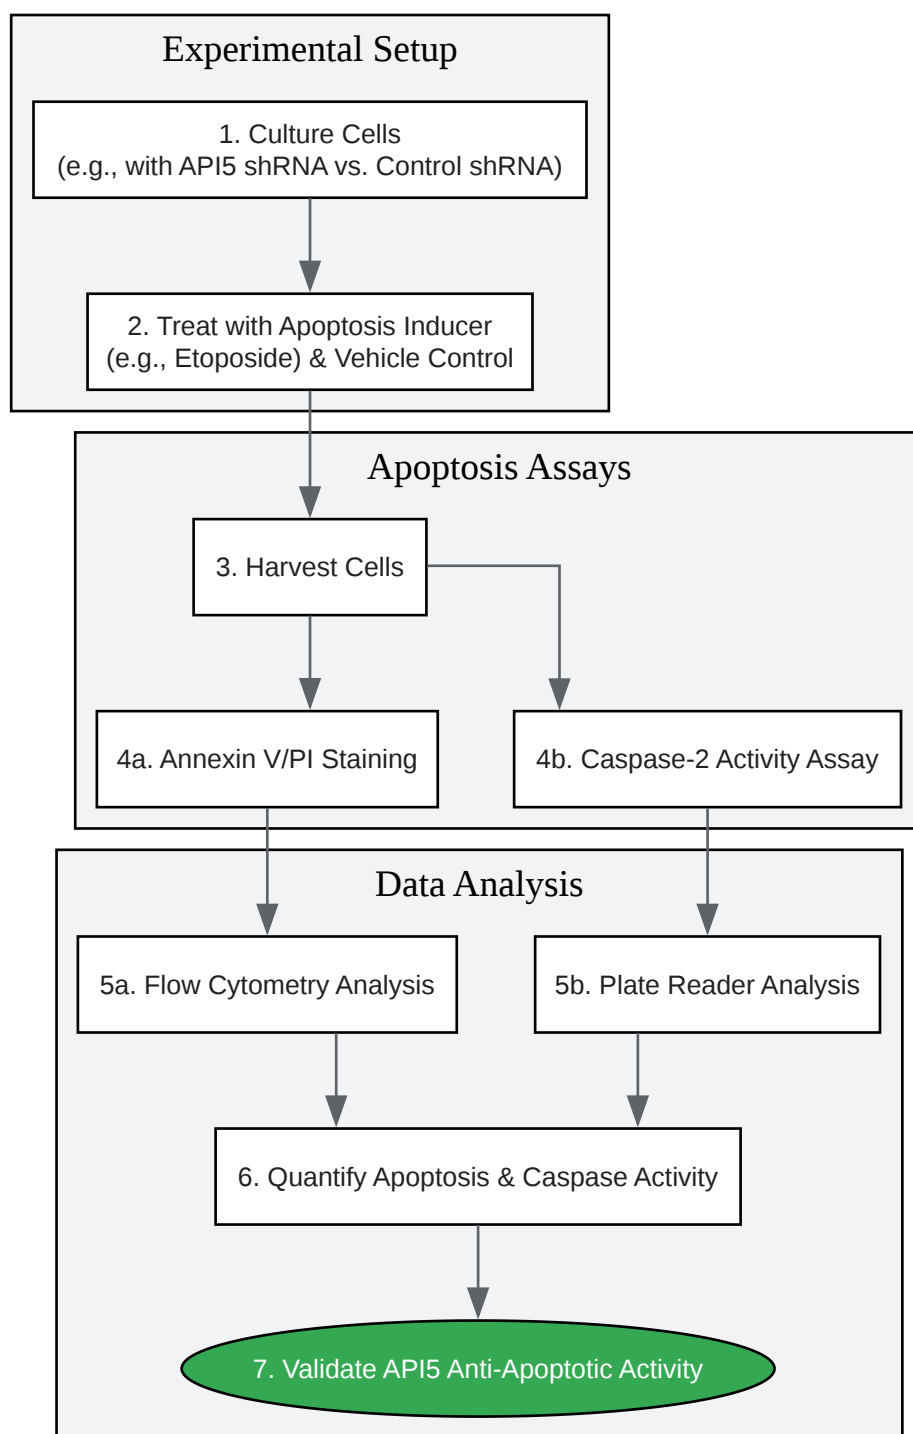 Experimental Setup
1. Culture Cells
(e.g., with API5 shRNA vs. Control shRNA)
2. Treat with Apoptosis Inducer
(e.g., Etoposide) & Vehicle Control
Apoptosis Assays
3. Harvest Cells
4a. Annexin V/PI Staining
4b. Caspase-2 Activity Assay
Data Analysis
5a. Flow Cytometry Analysis
5b. Plate Reader Analysis
6. Quantify Apoptosis & Caspase Activity
7. Validate API5 Anti-Apoptotic Activity